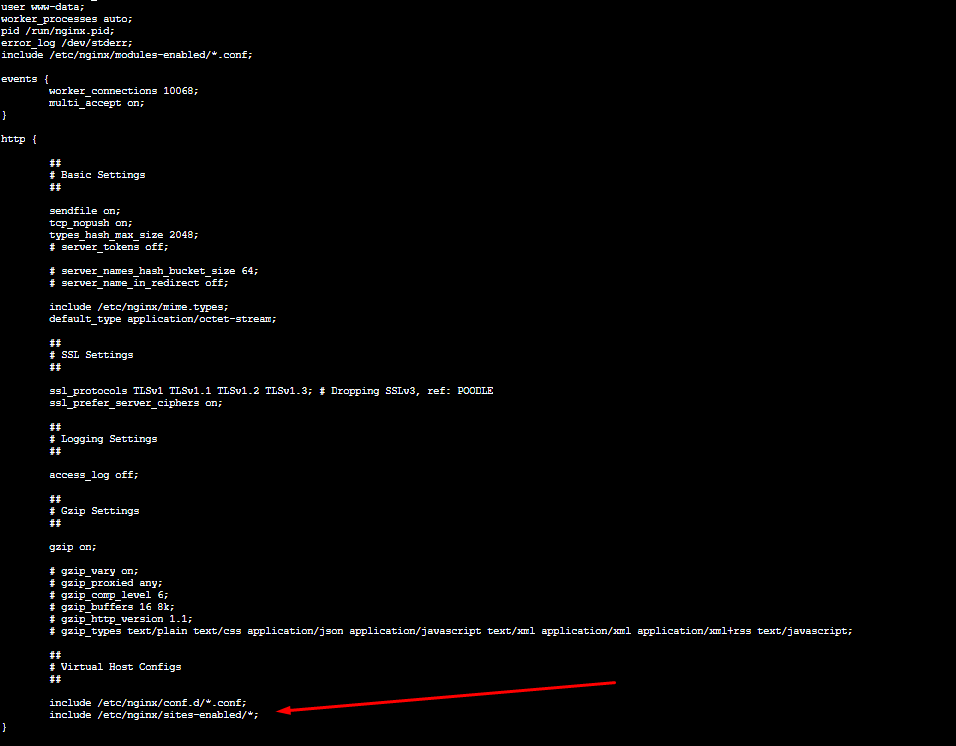 user www-data;
worker_processes auto;
pid /run/nginx.pid;
error_log /dev/stderr;
include /etc/nginx/modules-enabled/*.conf;
events {
worker_connections 10068;
multi_accept on;
}
http {
##
# Basic Settings
##
sendfile on;
tcp_nopush on;
types_hash_max_size 2048;
# server_tokens off;
# server_names_hash_bucket_size 64;
# server_name_in_redirect off;
include /etc/nginx/mime.types;
default_type application/octet-stream;
##
# SSL Settings
##
ssl_protocols TLSv1 TLSv1.1 TLSv1.2 TLSv1.3; # Dropping SSLv3, ref: POODLE
ssl_prefer_server_ciphers on;
##
# Logging Settings
##
access_log off;
##
# Gzip Settings
##
gzip on;
# gzip_vary on;
# gzip_proxied any;
# gzip_comp_level 6;
# gzip_buffers 16 8k;
# gzip_http_version 1.1;
# gzip_types text/plain text/css application/json application/javascript text/xml application/xml application/xml+rss text/javascript;
##
# Virtual Host Configs
##
include /etc/nginx/conf.d/*.conf;
include /etc/nginx/sites-enabled/*;
}